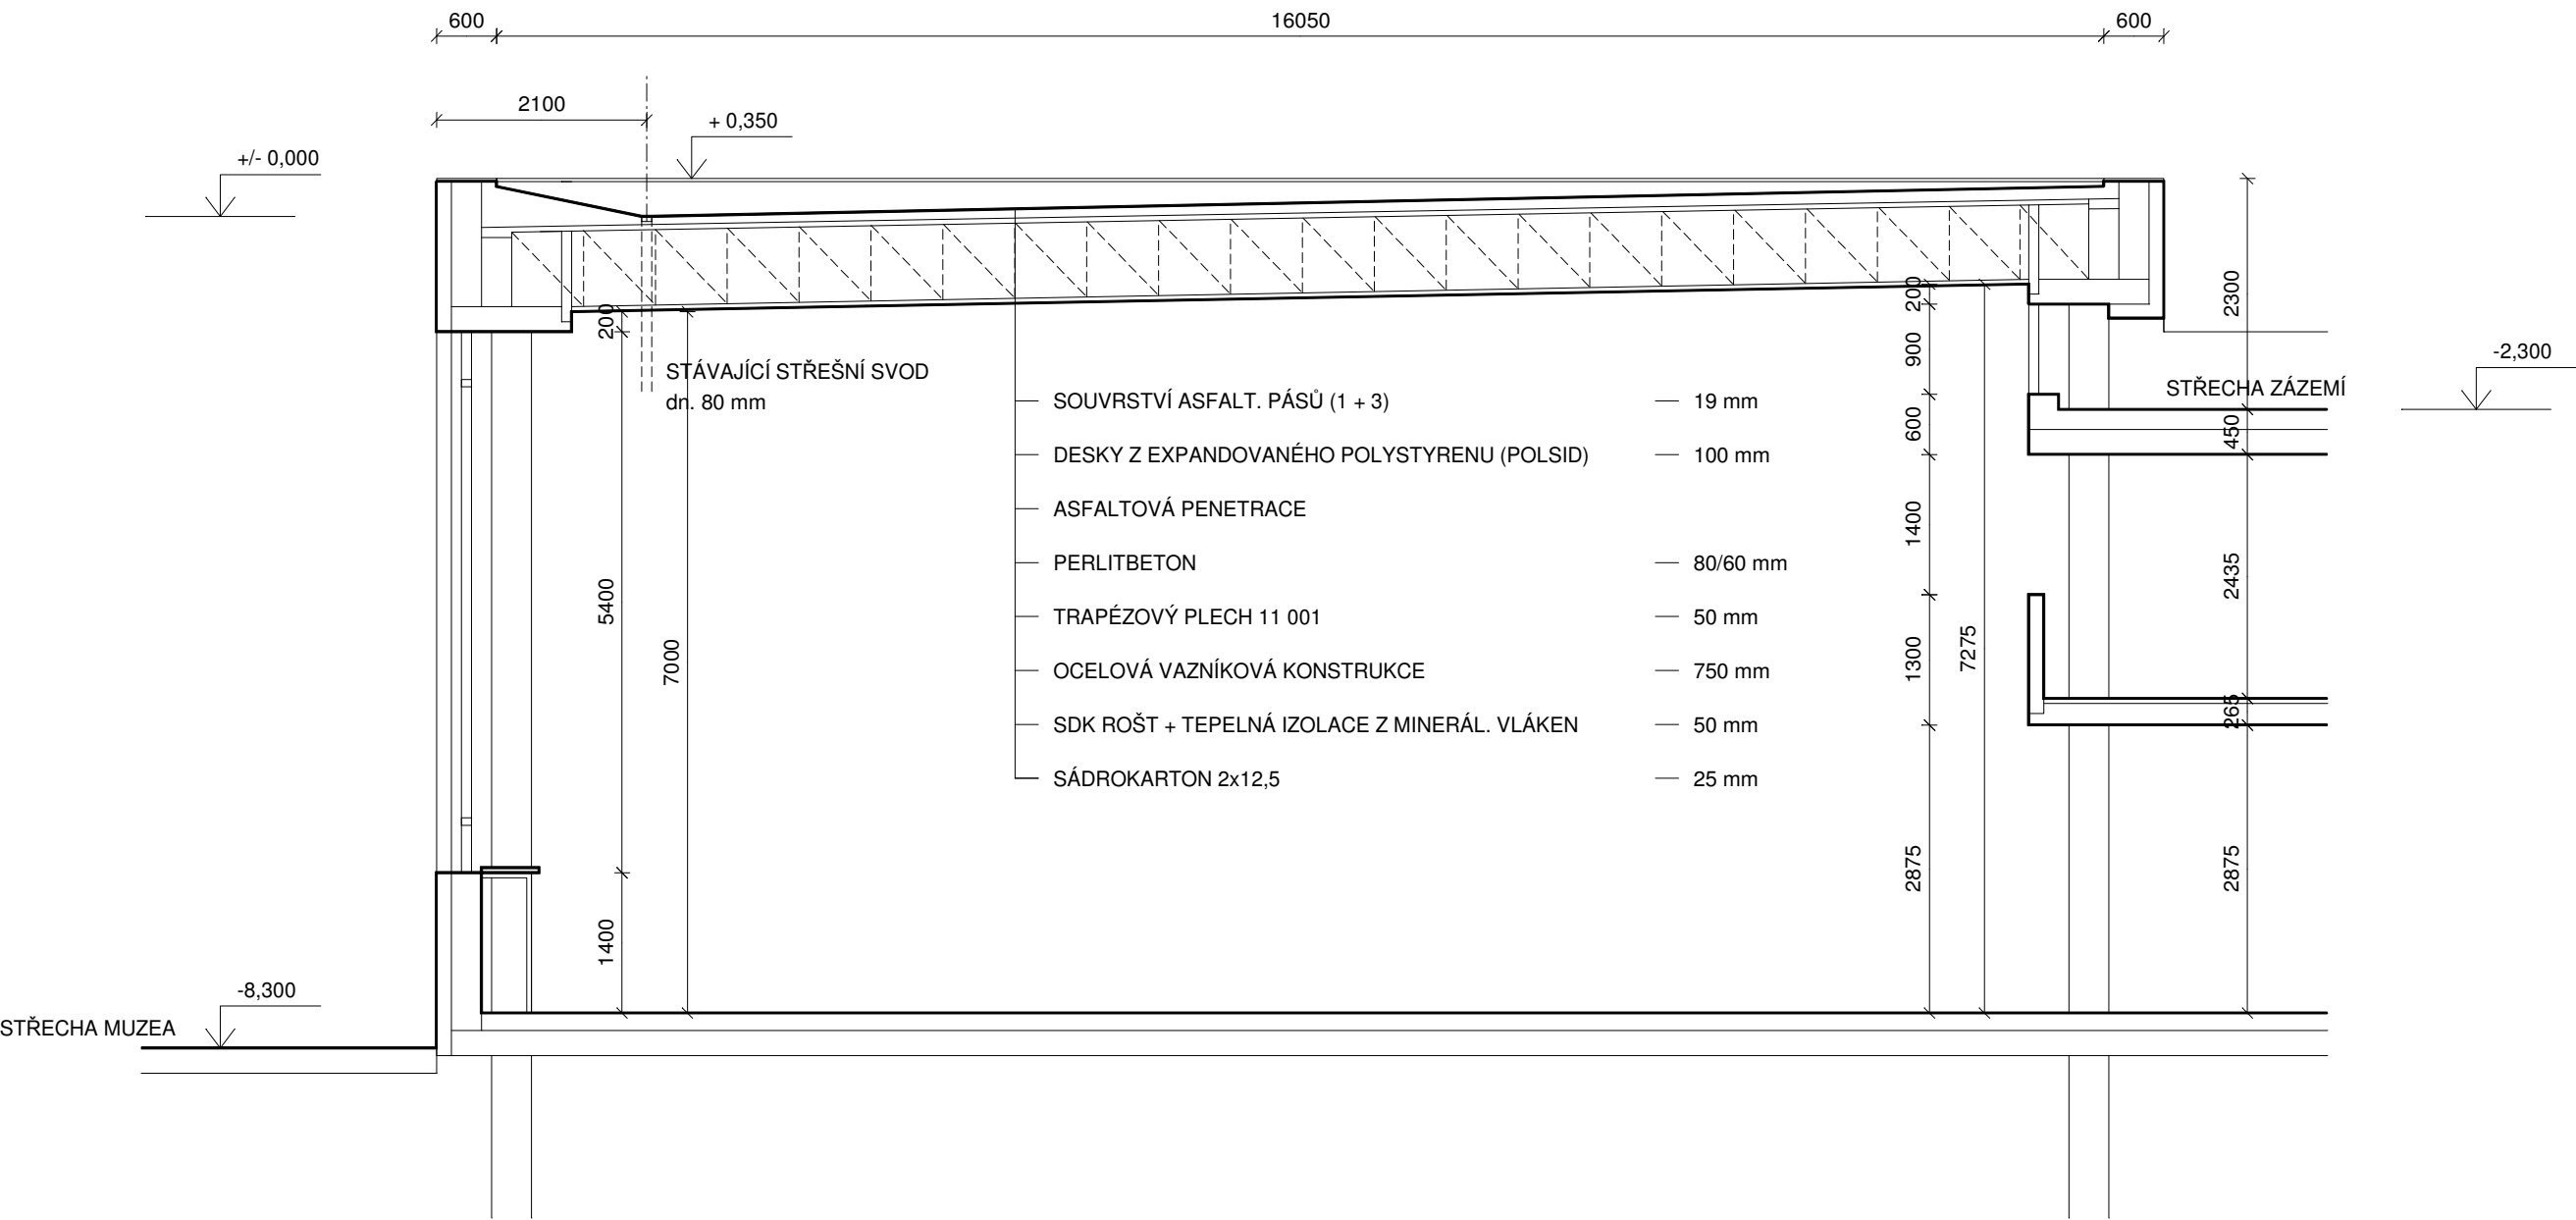 600
16050
600
2100
+ 0,350
+/- 0,000
200
200
2300
900
-2,300
STÁVAJÍCÍ STŘEŠNÍ SVOD
dn. 80 mm
STŘECHA ZÁZEMÍ
SOUVRSTVÍ ASFALT. PÁSŮ (1 + 3) — 19 mm
600
450
DESKY Z EXPANDOVANÉHO POLYSTYRENU (POLSID) — 100 mm
ASFALTOVÁ PENETRACE
1400
PERLITBETON — 80/60 mm
2435
5400
TRAPÉZOVÝ PLECH 11 001 — 50 mm
7000
OCELOVÁ VAZNÍKOVÁ KONSTRUKCE — 750 mm
1300
7275
SDK ROŠT + TEPELNÁ IZOLACE Z MINERÁL. VLÁKEN — 50 mm
265
SÁDROKARTON 2x12,5 — 25 mm
2875
2875
1400
-8,300
STŘECHA MUZEA